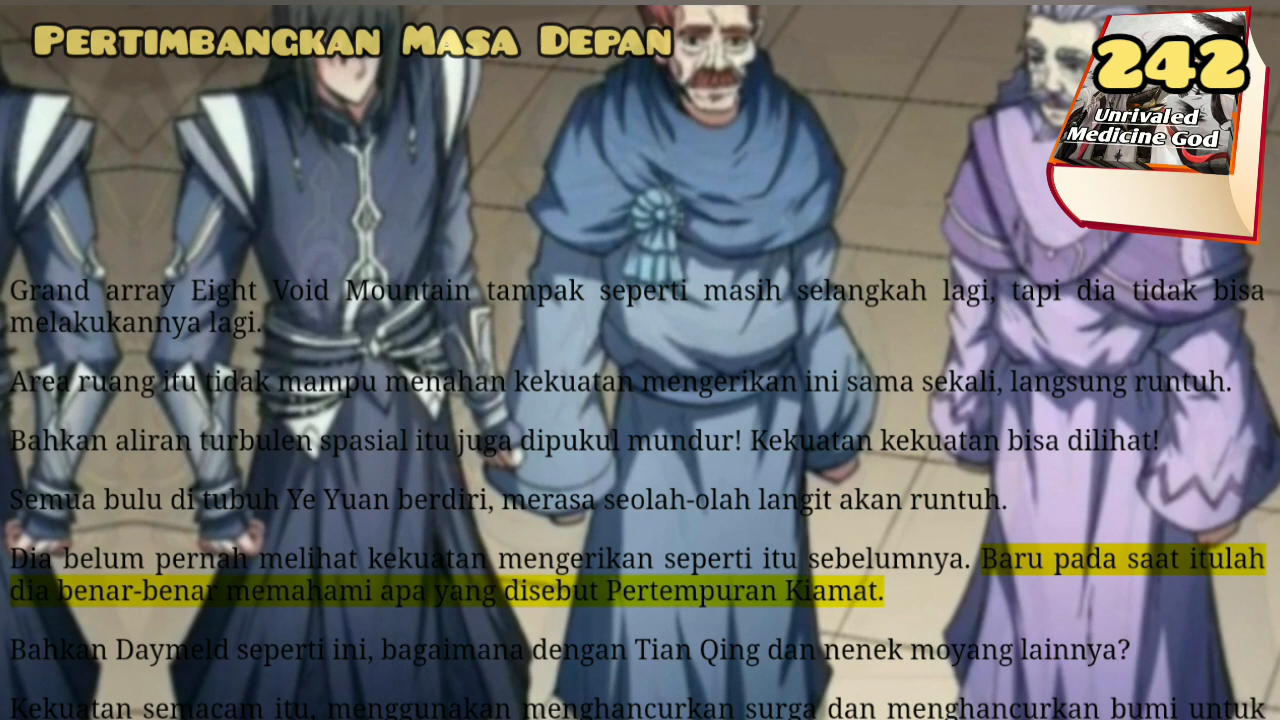 Pertimbangkan Masa Depan
242
Unrivaled
Medicine God
Grand array Eight Void Mountain tampak seperti masih selangkah lagi, tapi dia tidak bisa
melakukannya lagi.
Area ruang itu tidak mampu menahan kekuatan mengerikan ini sama sekali, langsung runtuh.
Bahkan aliran turbulen spasial itu juga dipukul mundur! Kekuatan kekuatan bisa dilihat!
Semua bulu di tubuh Ye Yuan berdiri, merasa seolah-olah langit akan runtuh.
Dia belum pernah melihat kekuatan mengerikan seperti itu sebelumnya. Baru pada saat itulah
dia benar-benar memahami apa yang disebut Pertempuran Kiamat.
Bahkan Daymeld seperti ini, bagaimana dengan Tian Qing dan nenek moyang lainnya?
Kekuatan semacam itu, menggunakan menghancurkan surga dan menghancurkan bumi untuk